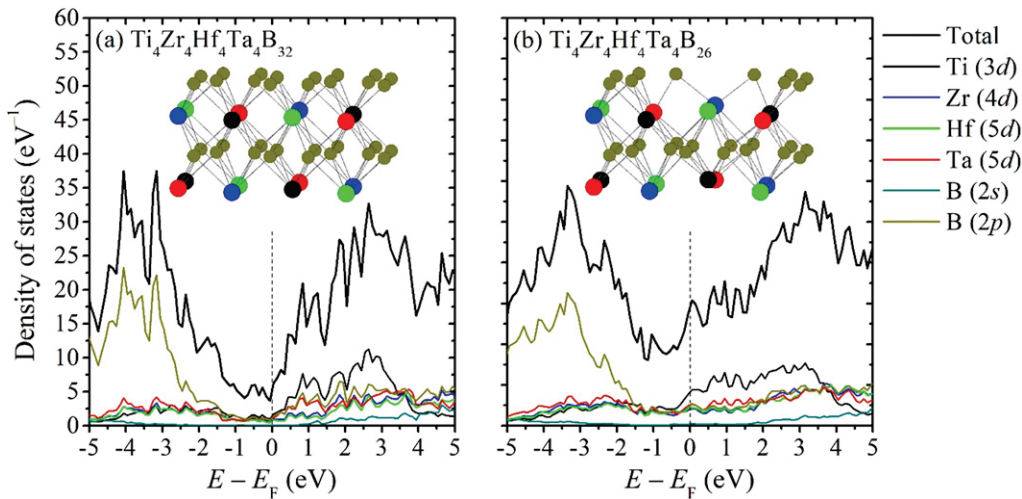 (a) Ti₄Zr₄Hf₄Ta₄B₃₂
(b) Ti₄Zr₄Hf₄Ta₄B₂₆
Density of states (eV⁻¹)
60
55
50
45
40
35
30
25
20
15
10
5
0
-5 -4 -3 -2 -1 0 1 2 3 4 5
E – E_F (eV)
-5 -4 -3 -2 -1 0 1 2 3 4 5
E – E_F (eV)
Total
Ti (3d)
Zr (4d)
Hf (5d)
Ta (5d)
B (2s)
B (2p)